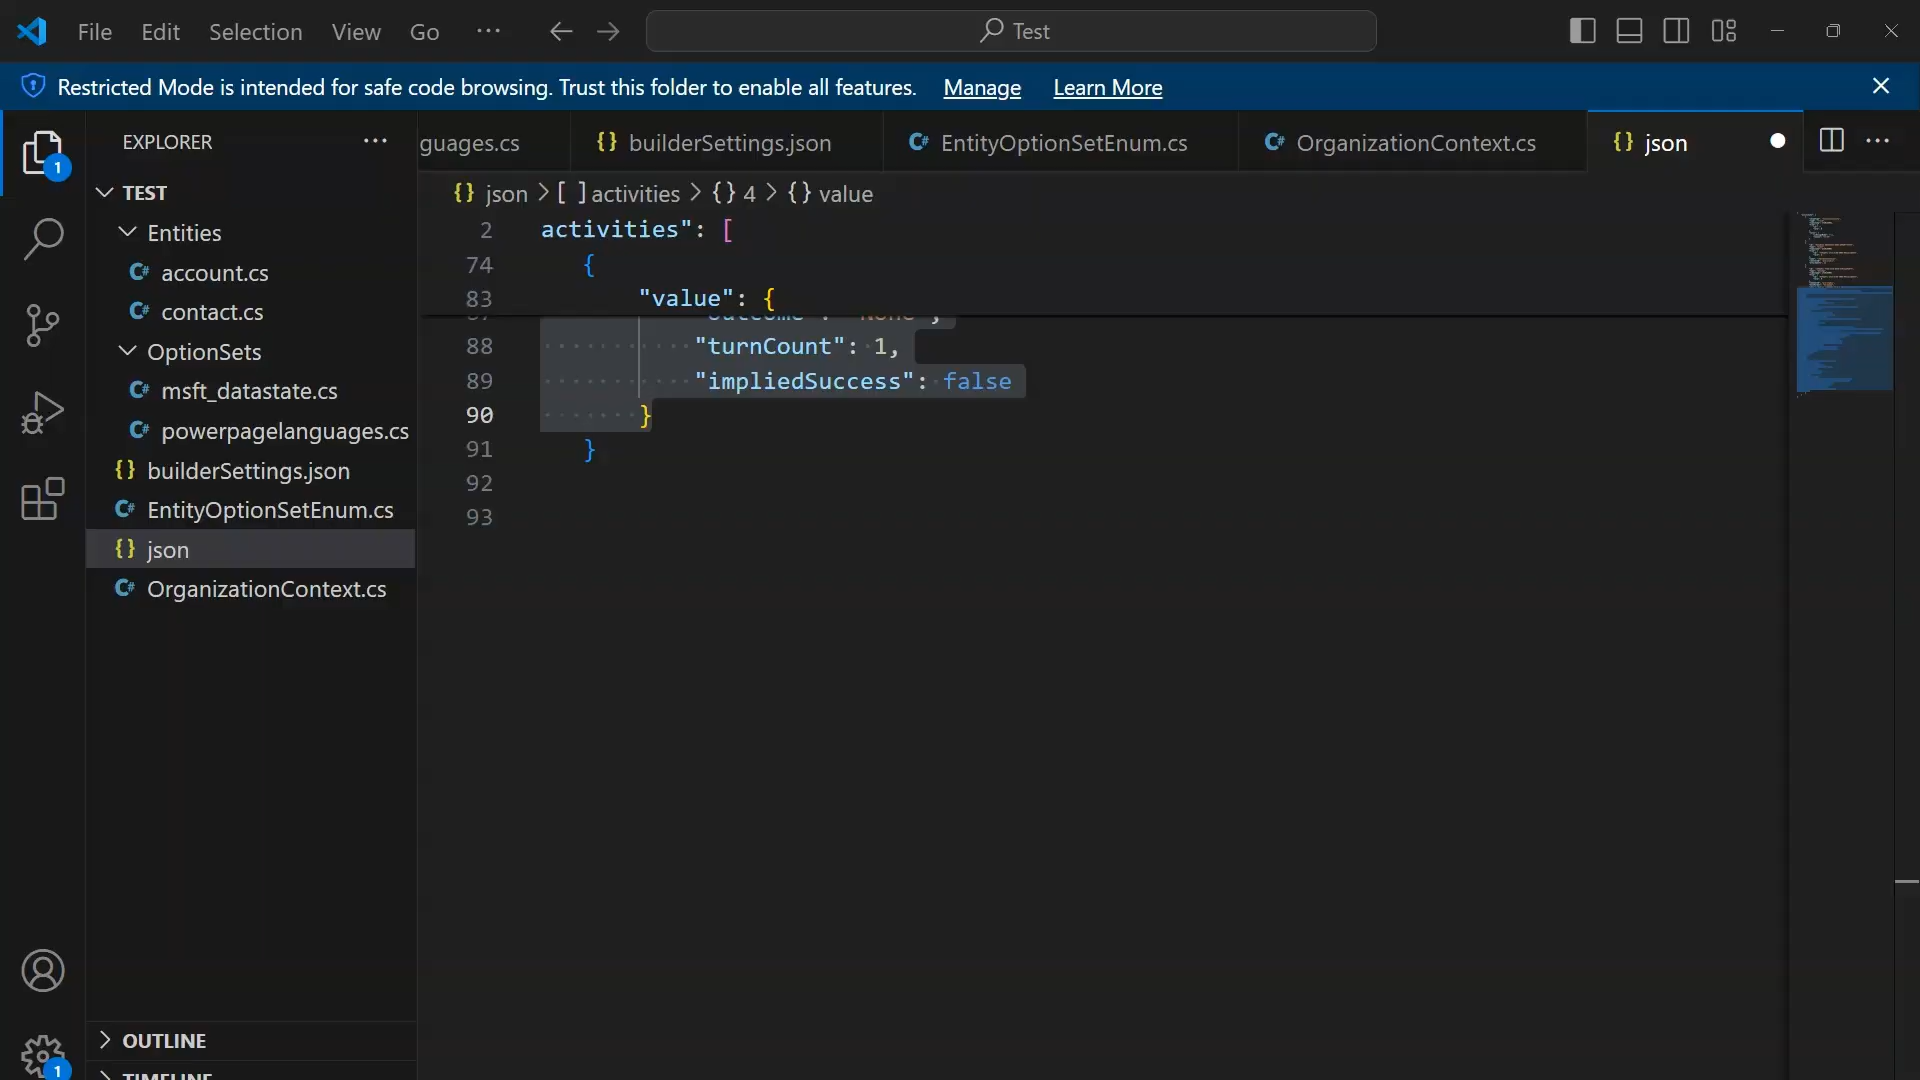 File Edit Selection View Go ··· Test
Restricted Mode is intended for safe code browsing. Trust this folder to enable all features. Manage Learn More
EXPLORER ···
guages.cs {} builderSettings.json C# EntityOptionSetEnum.cs C# OrganizationContext.cs {} json ● ···
1
TEST
Entities
C# account.cs
C# contact.cs
OptionSets
C# msft_datastate.cs
C# powerpagelanguages.cs
{} builderSettings.json
C# EntityOptionSetEnum.cs
{} json
C# OrganizationContext.cs
{} json > [ ] activities > {} 4 > {} value
2 activities": [
74 {
83 "value": {
88 "turnCount": 1,
89 "impliedSuccess": false
90 }
91 }
92
93
OUTLINE
1
TIMELINE